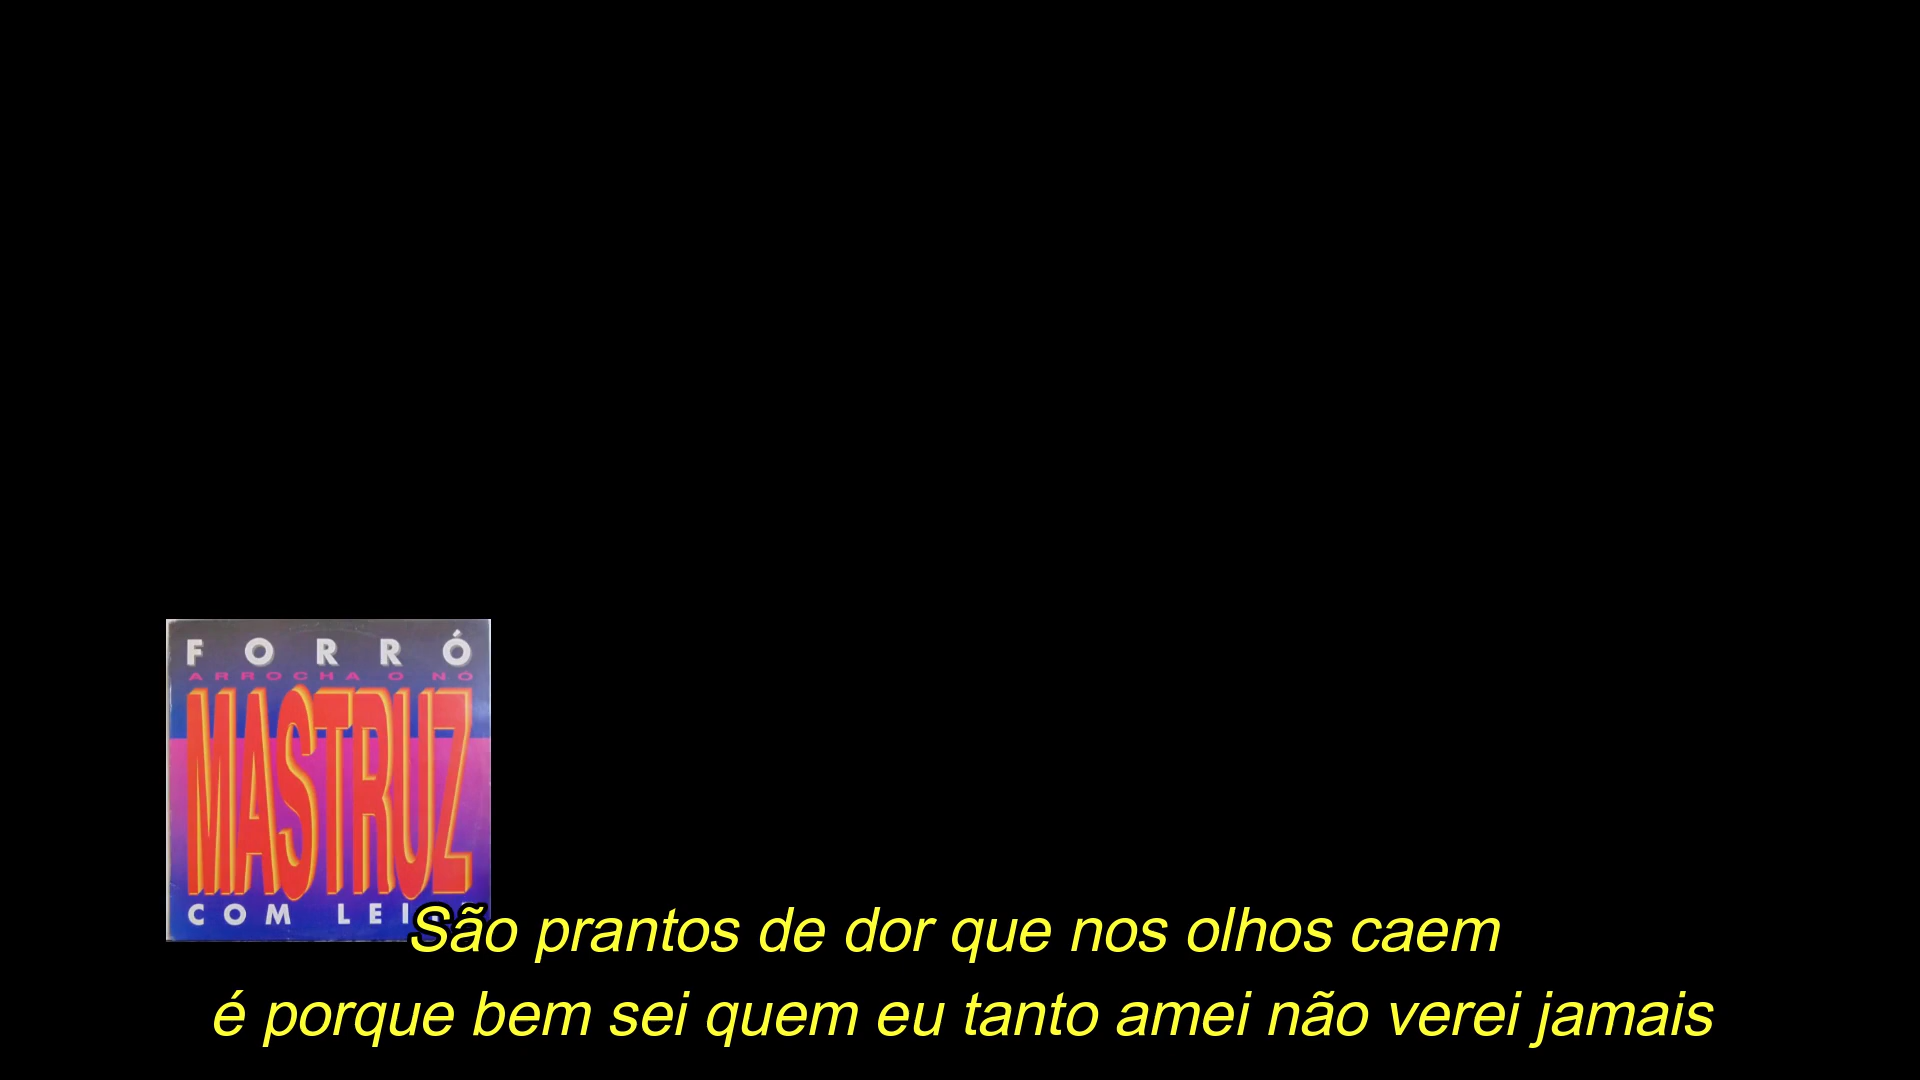 FORRÓ
ARROCHA O NÓ
MASTRUZ
COM LEI
São prantos de dor que nos olhos caem
é porque bem sei quem eu tanto amei não verei jamais